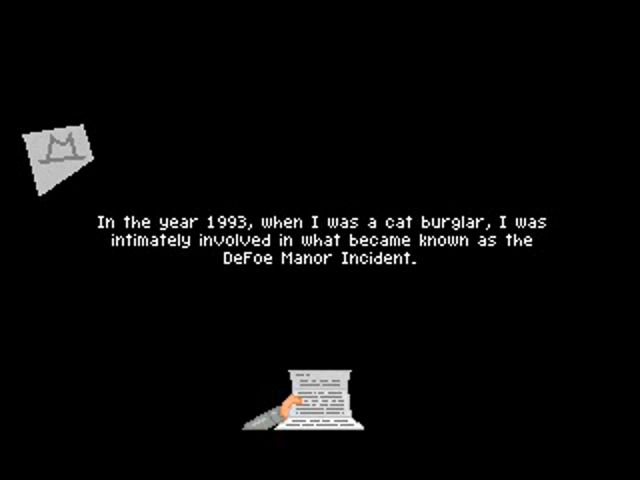 In the year 1993, when I was a cat burglar, I was
intimately involved in what became known as the
DeFoe Manor Incident.